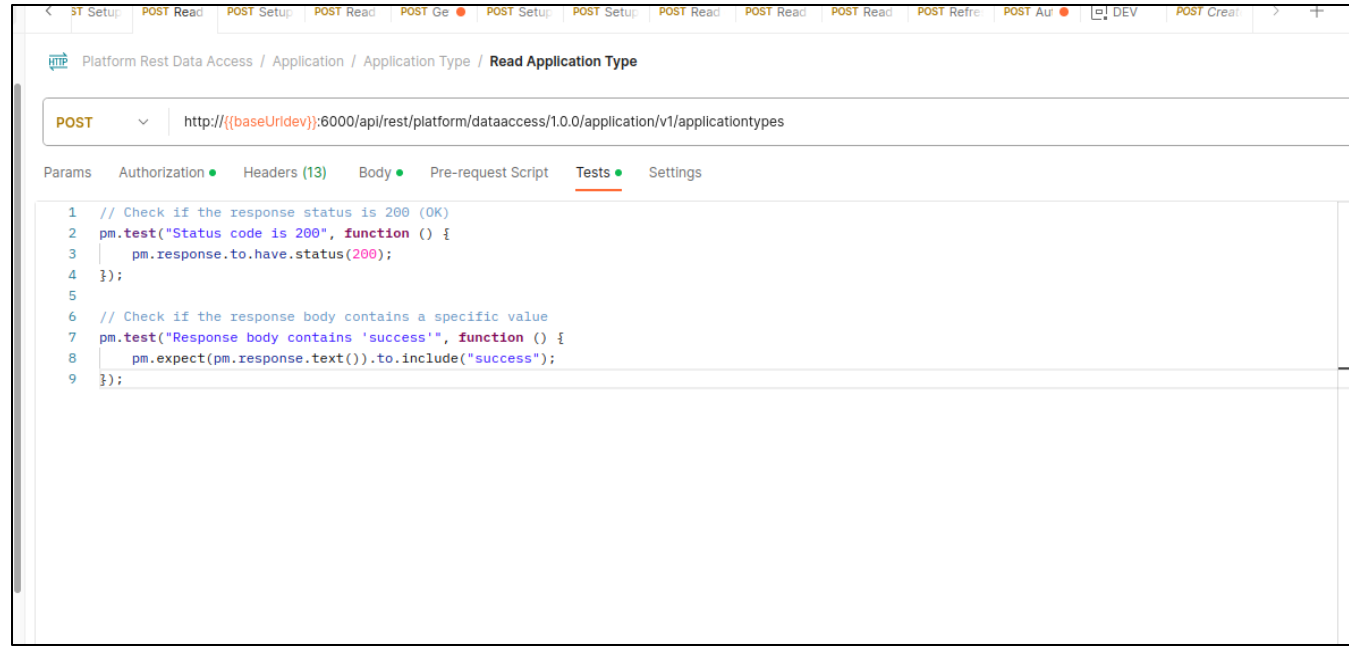 ST Setup POST Read POST Setup POST Read POST Ge POST Setup POST Setup POST Read POST Read POST Read POST Refre POST Aut DEV POST Creat
HTTP Platform Rest Data Access / Application / Application Type / Read Application Type
POST http://{{baseUrldev}}:6000/api/rest/platform/dataaccess/1.0.0/application/v1/applicationtypes
Params Authorization Headers (13) Body Pre-request Script Tests Settings
1 // Check if the response status is 200 (OK)
2 pm.test("Status code is 200", function () {
3 pm.response.to.have.status(200);
4 });
5
6 // Check if the response body contains a specific value
7 pm.test("Response body contains 'success'", function () {
8 pm.expect(pm.response.text()).to.include("success");
9 });